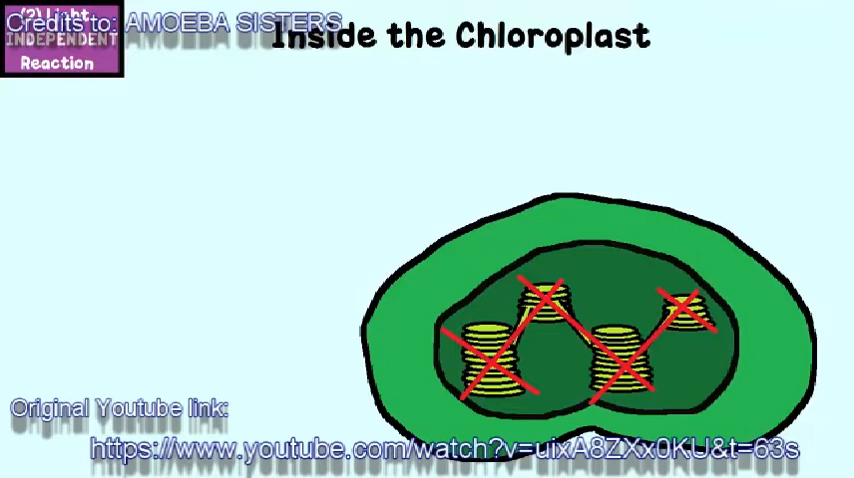 Credits to: AMOEBA SISTERS
(2) Light
INDEPENDENT
Reaction
Inside the Chloroplast
Original Youtube link:
https://www.youtube.com/watch?v=uixA8ZXx0KU&t=63s